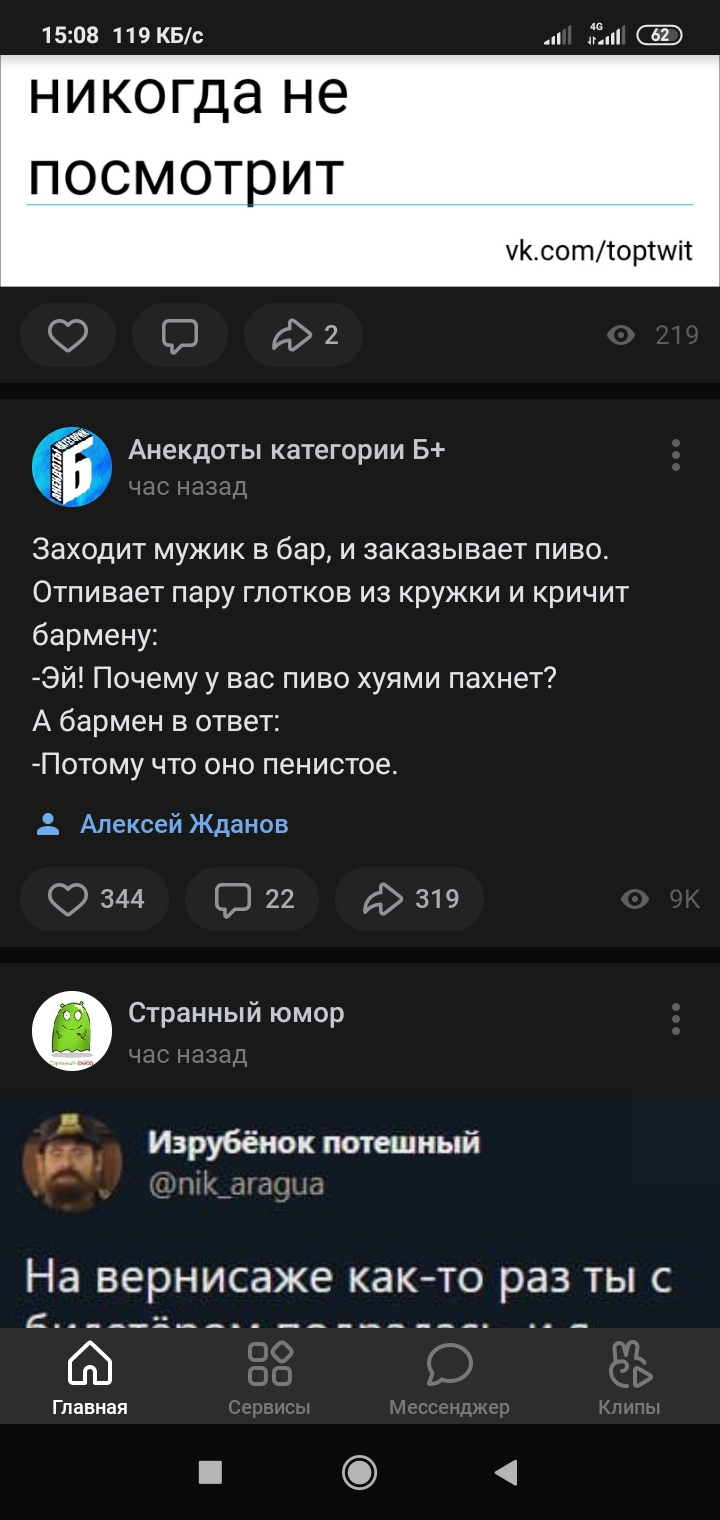 15:08 119 КБ/с 4G 62
никогда не
посмотрит
vk.com/toptwit
2 219
Анекдоты категории Б+
час назад
Заходит мужик в бар, и заказывает пиво.
Отпивает пару глотков из кружки и кричит
бармену:
-Эй! Почему у вас пиво хуями пахнет?
А бармен в ответ:
-Потому что оно пенистое.
Алексей Жданов
344 22 319 9K
Странный юмор
час назад
Изрубёнок потешный
@nik_aragua
На вернисаже как-то раз ты с
Главная Сервисы Мессенджер Клипы